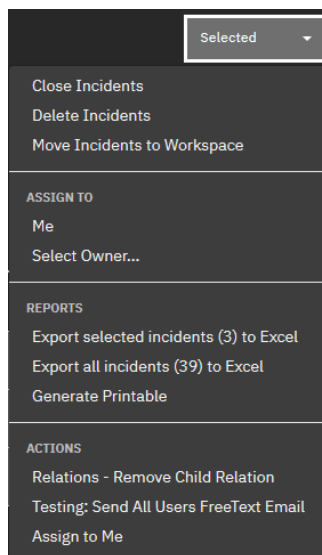 Selected
Close Incidents
Delete Incidents
Move Incidents to Workspace
ASSIGN TO
Me
Select Owner...
REPORTS
Export selected incidents (3) to Excel
Export all incidents (39) to Excel
Generate Printable
ACTIONS
Relations - Remove Child Relation
Testing: Send All Users FreeText Email
Assign to Me